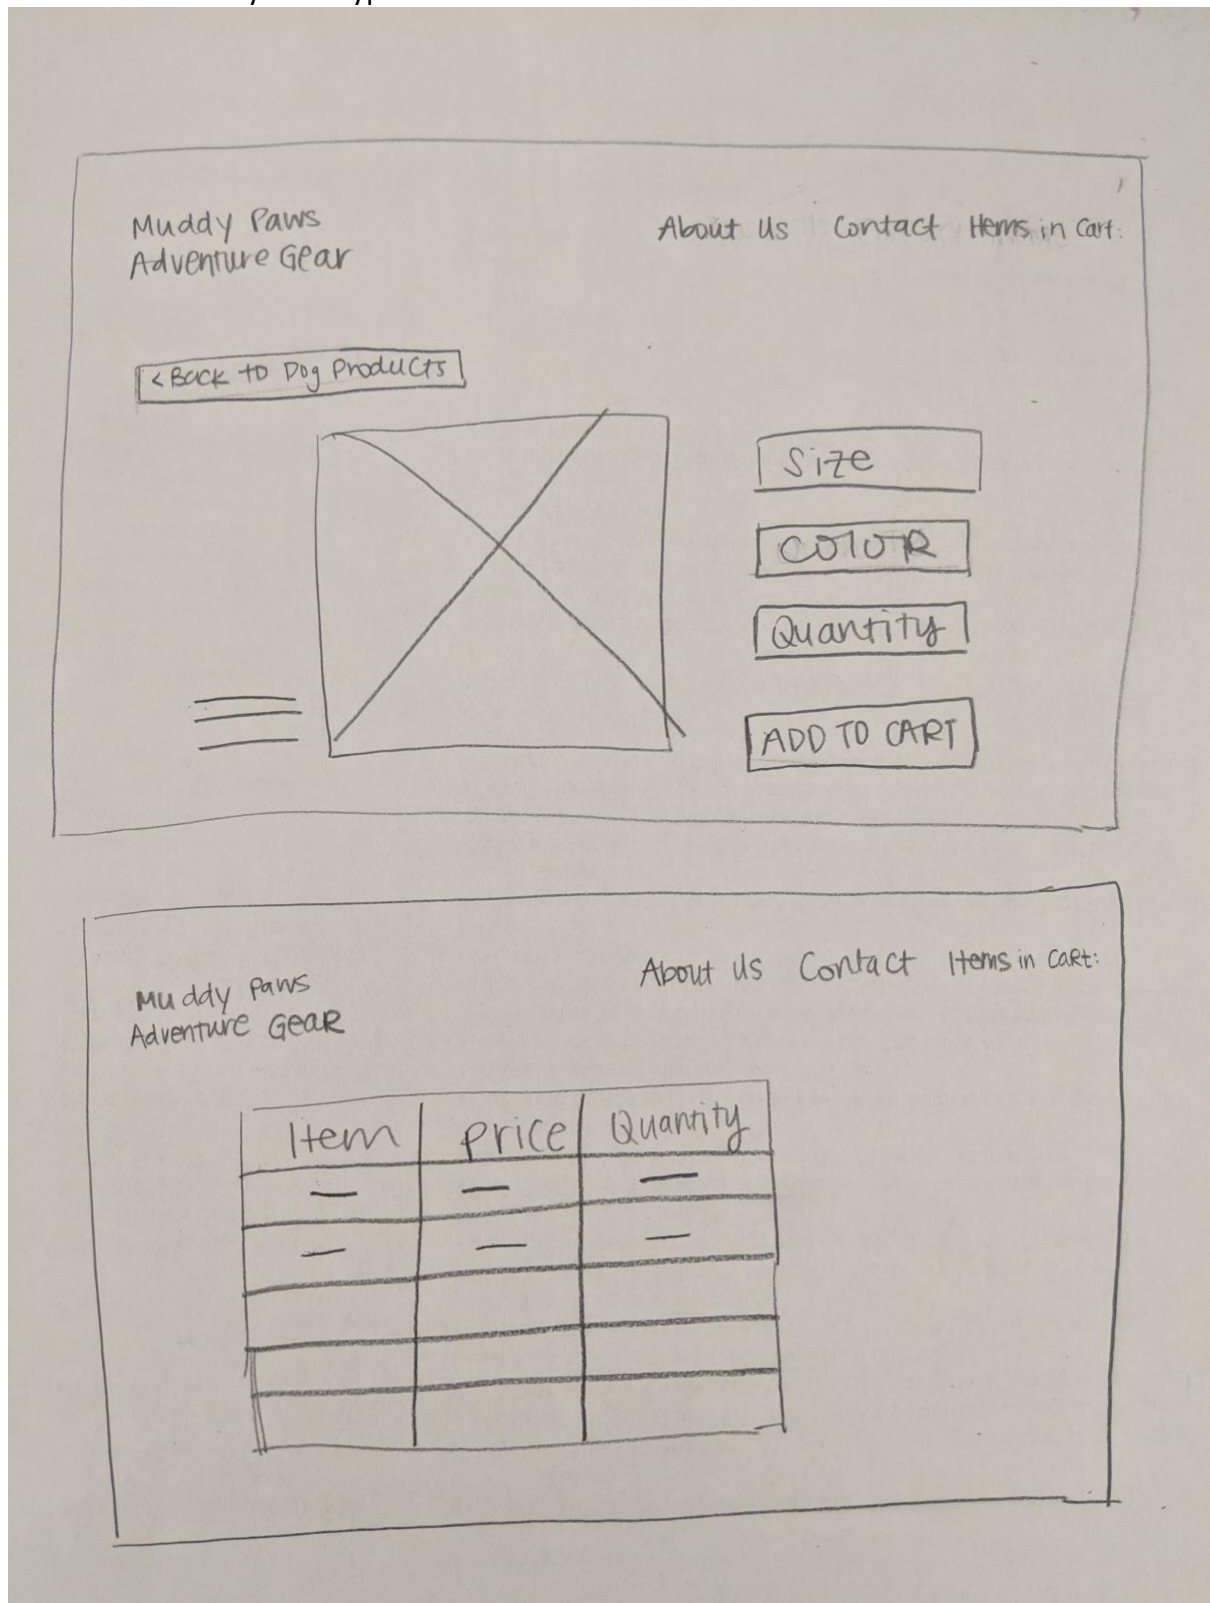 Muddy Paws
Adventure Gear
About Us Contact Items in Cart:
< Back to Dog Products
Size
COLOR
Quantity
ADD TO CART
Muddy Paws
Adventure Gear
About Us Contact Items in Cart:
Item Price Quantity